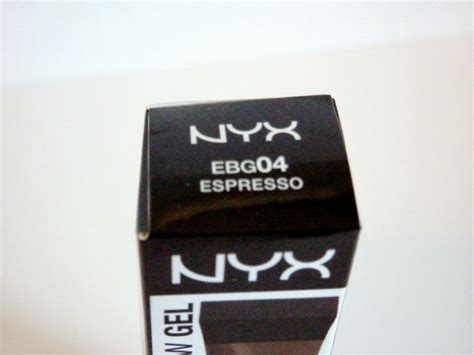 NYX
EBG04
ESPRESSO
NYX
W GEL